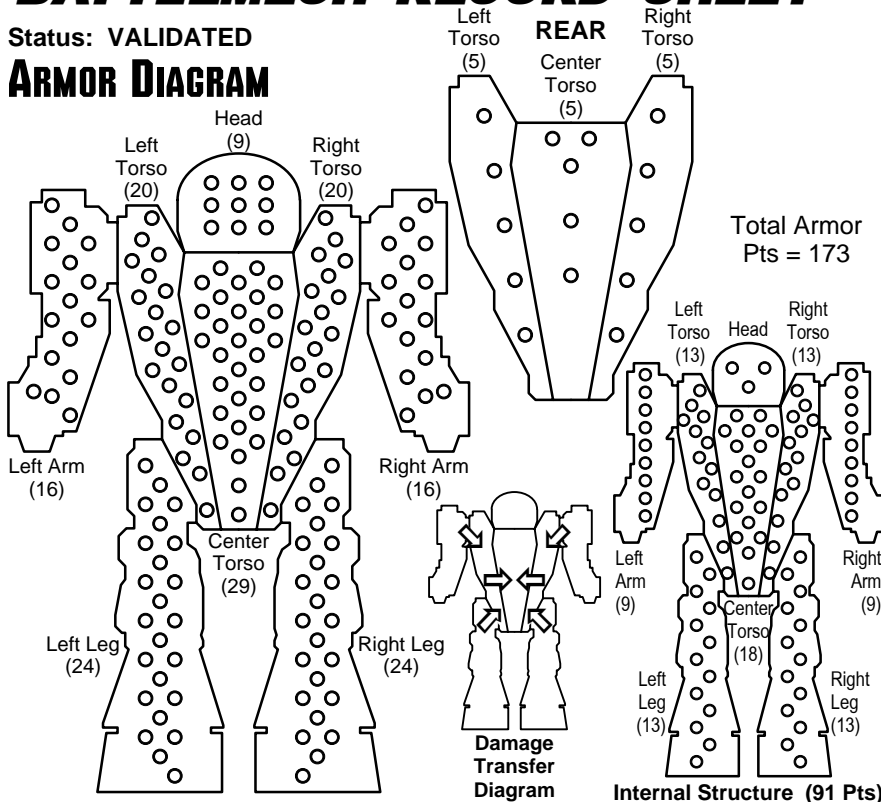 BATTLEMECH RECORD SHEET
Status: VALIDATED
ARMOR DIAGRAM
Head
(9)
Left
Torso
(20)
Right
Torso
(20)
Left Arm
(16)
Right Arm
(16)
Center
Torso
(29)
Left Leg
(24)
Right Leg
(24)
REAR
Left
Torso
(5)
Center
Torso
(5)
Right
Torso
(5)
Total Armor
Pts = 173
Left
Torso
(13)
Head
Right
Torso
(13)
Left
Arm
(9)
Right
Arm
(9)
Center
Torso
(18)
Left
Leg
(13)
Right
Leg
(13)
Damage
Transfer
Diagram
Internal Structure (91 Pts)